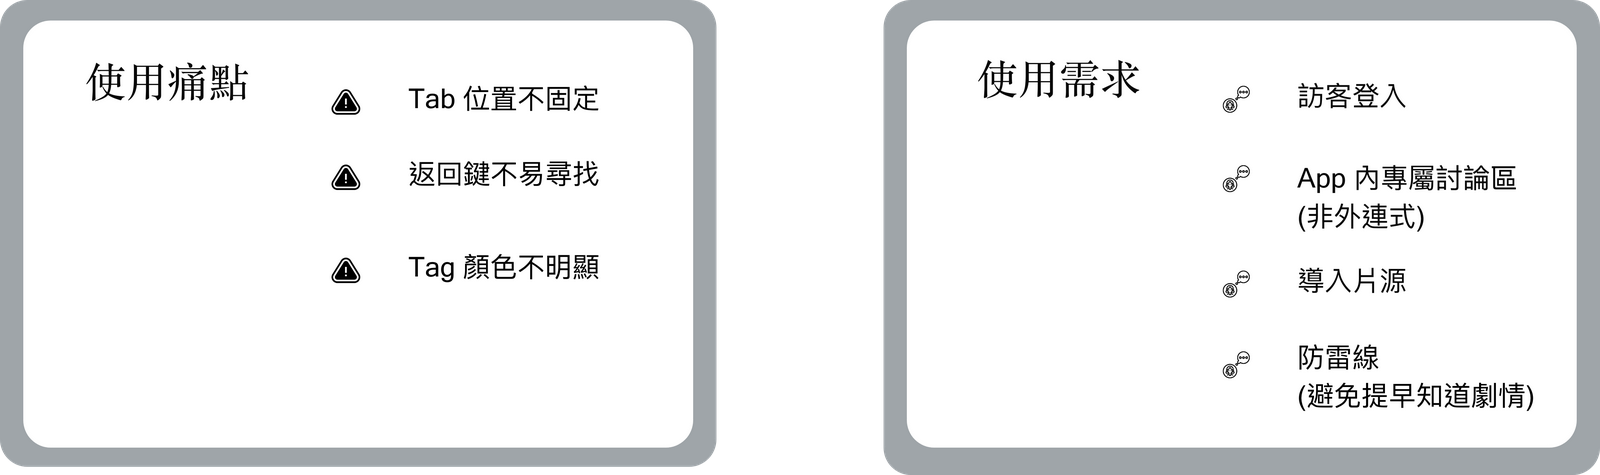 使用痛點
Tab 位置不固定
返回鍵不易尋找
Tag 顏色不明顯
使用需求
訪客登入
App 內專屬討論區
(非外連式)
導入片源
防雷線
(避免提早知道劇情)